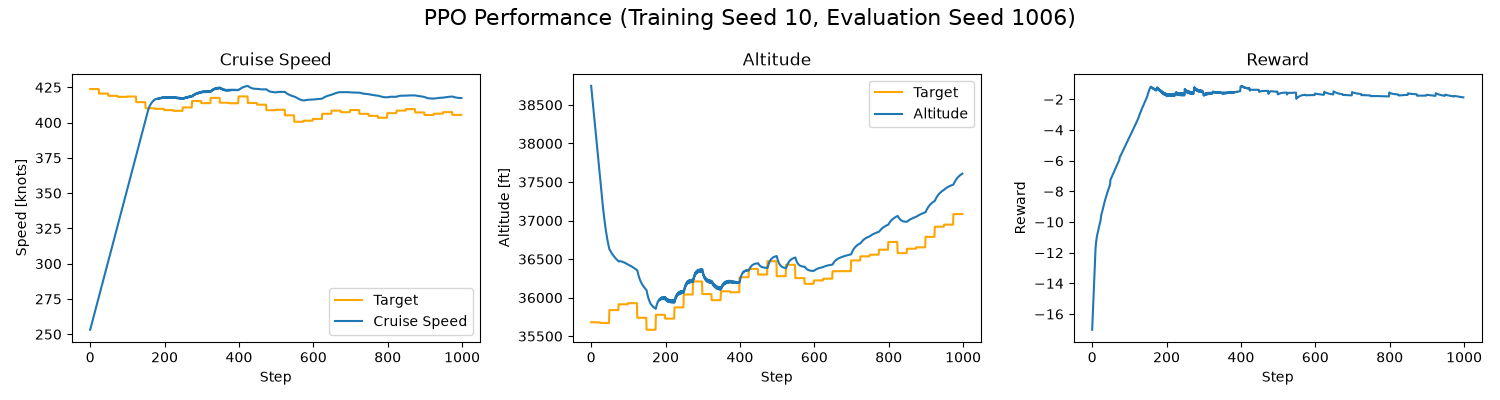 PPO Performance (Training Seed 10, Evaluation Seed 1006)
Cruise Speed
Speed [knots]
425
400
375
350
325
300
275
250
0 200 400 600 800 1000
Step
Target
Cruise Speed
Altitude
Altitude [ft]
38500
38000
37500
37000
36500
36000
35500
0 200 400 600 800 1000
Step
Target
Altitude
Reward
Reward
−2
−4
−6
−8
−10
−12
−14
−16
0 200 400 600 800 1000
Step